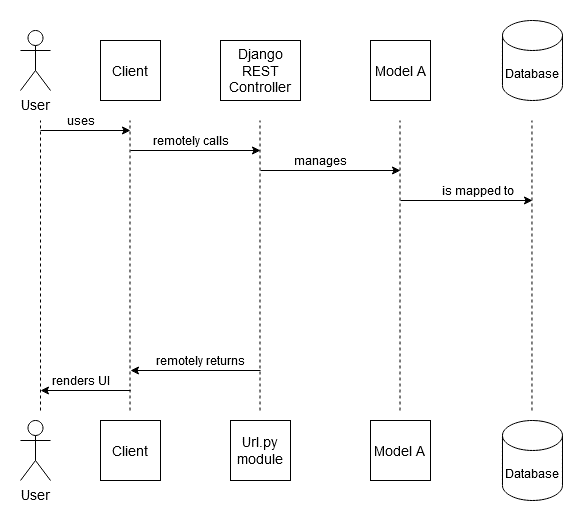 User
Client
Django
REST
Controller
Model A
Database
uses
remotely calls
manages
is mapped to
remotely returns
renders UI
User
Client
Url.py
module
Model A
Database